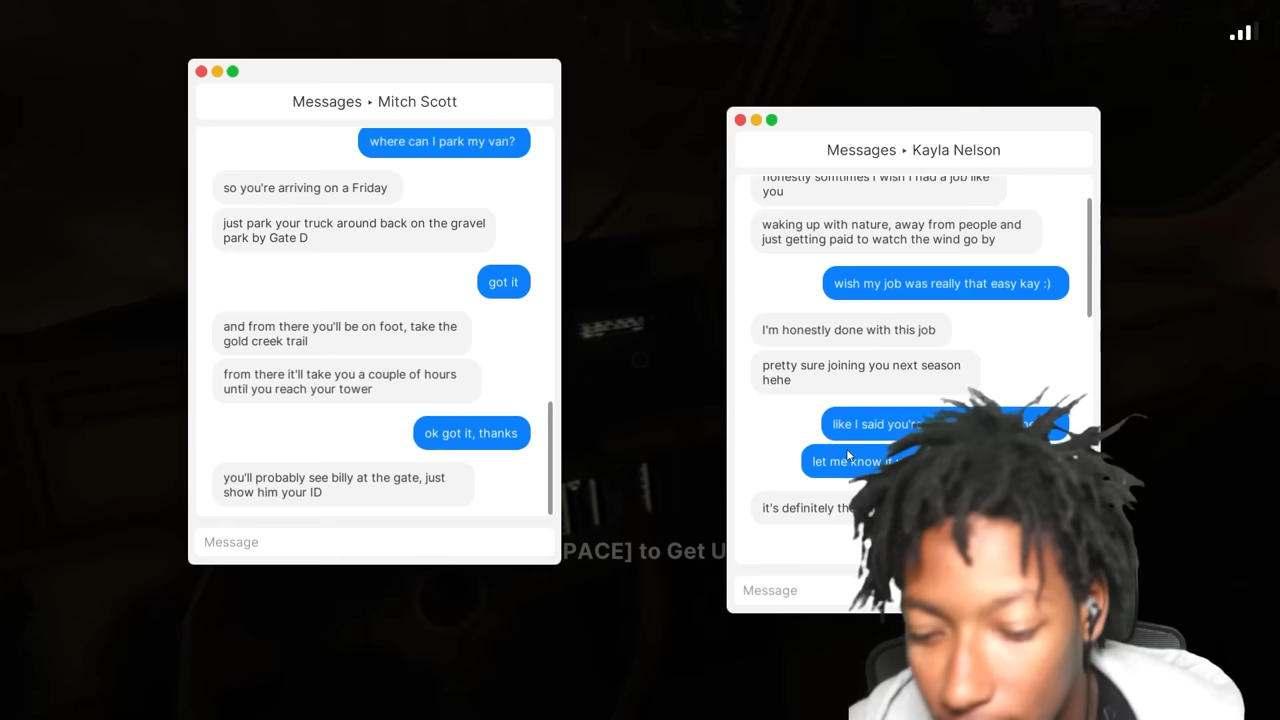 Messages ‣ Mitch Scott
where can I park my van?
so you're arriving on a Friday
just park your truck around back on the gravel
park by Gate D
got it
and from there you'll be on foot, take the
gold creek trail
from there it'll take you a couple of hours
until you reach your tower
ok got it, thanks
you'll probably see billy at the gate, just
show him your ID
Message
PACE] to Get U
Messages ‣ Kayla Nelson
honestly somtimes I wish I had a job like
you
waking up with nature, away from people and
just getting paid to watch the wind go by
wish my job was really that easy kay :)
I'm honestly done with this job
pretty sure joining you next season
hehe
like I said
let me know
it's definitely
Message